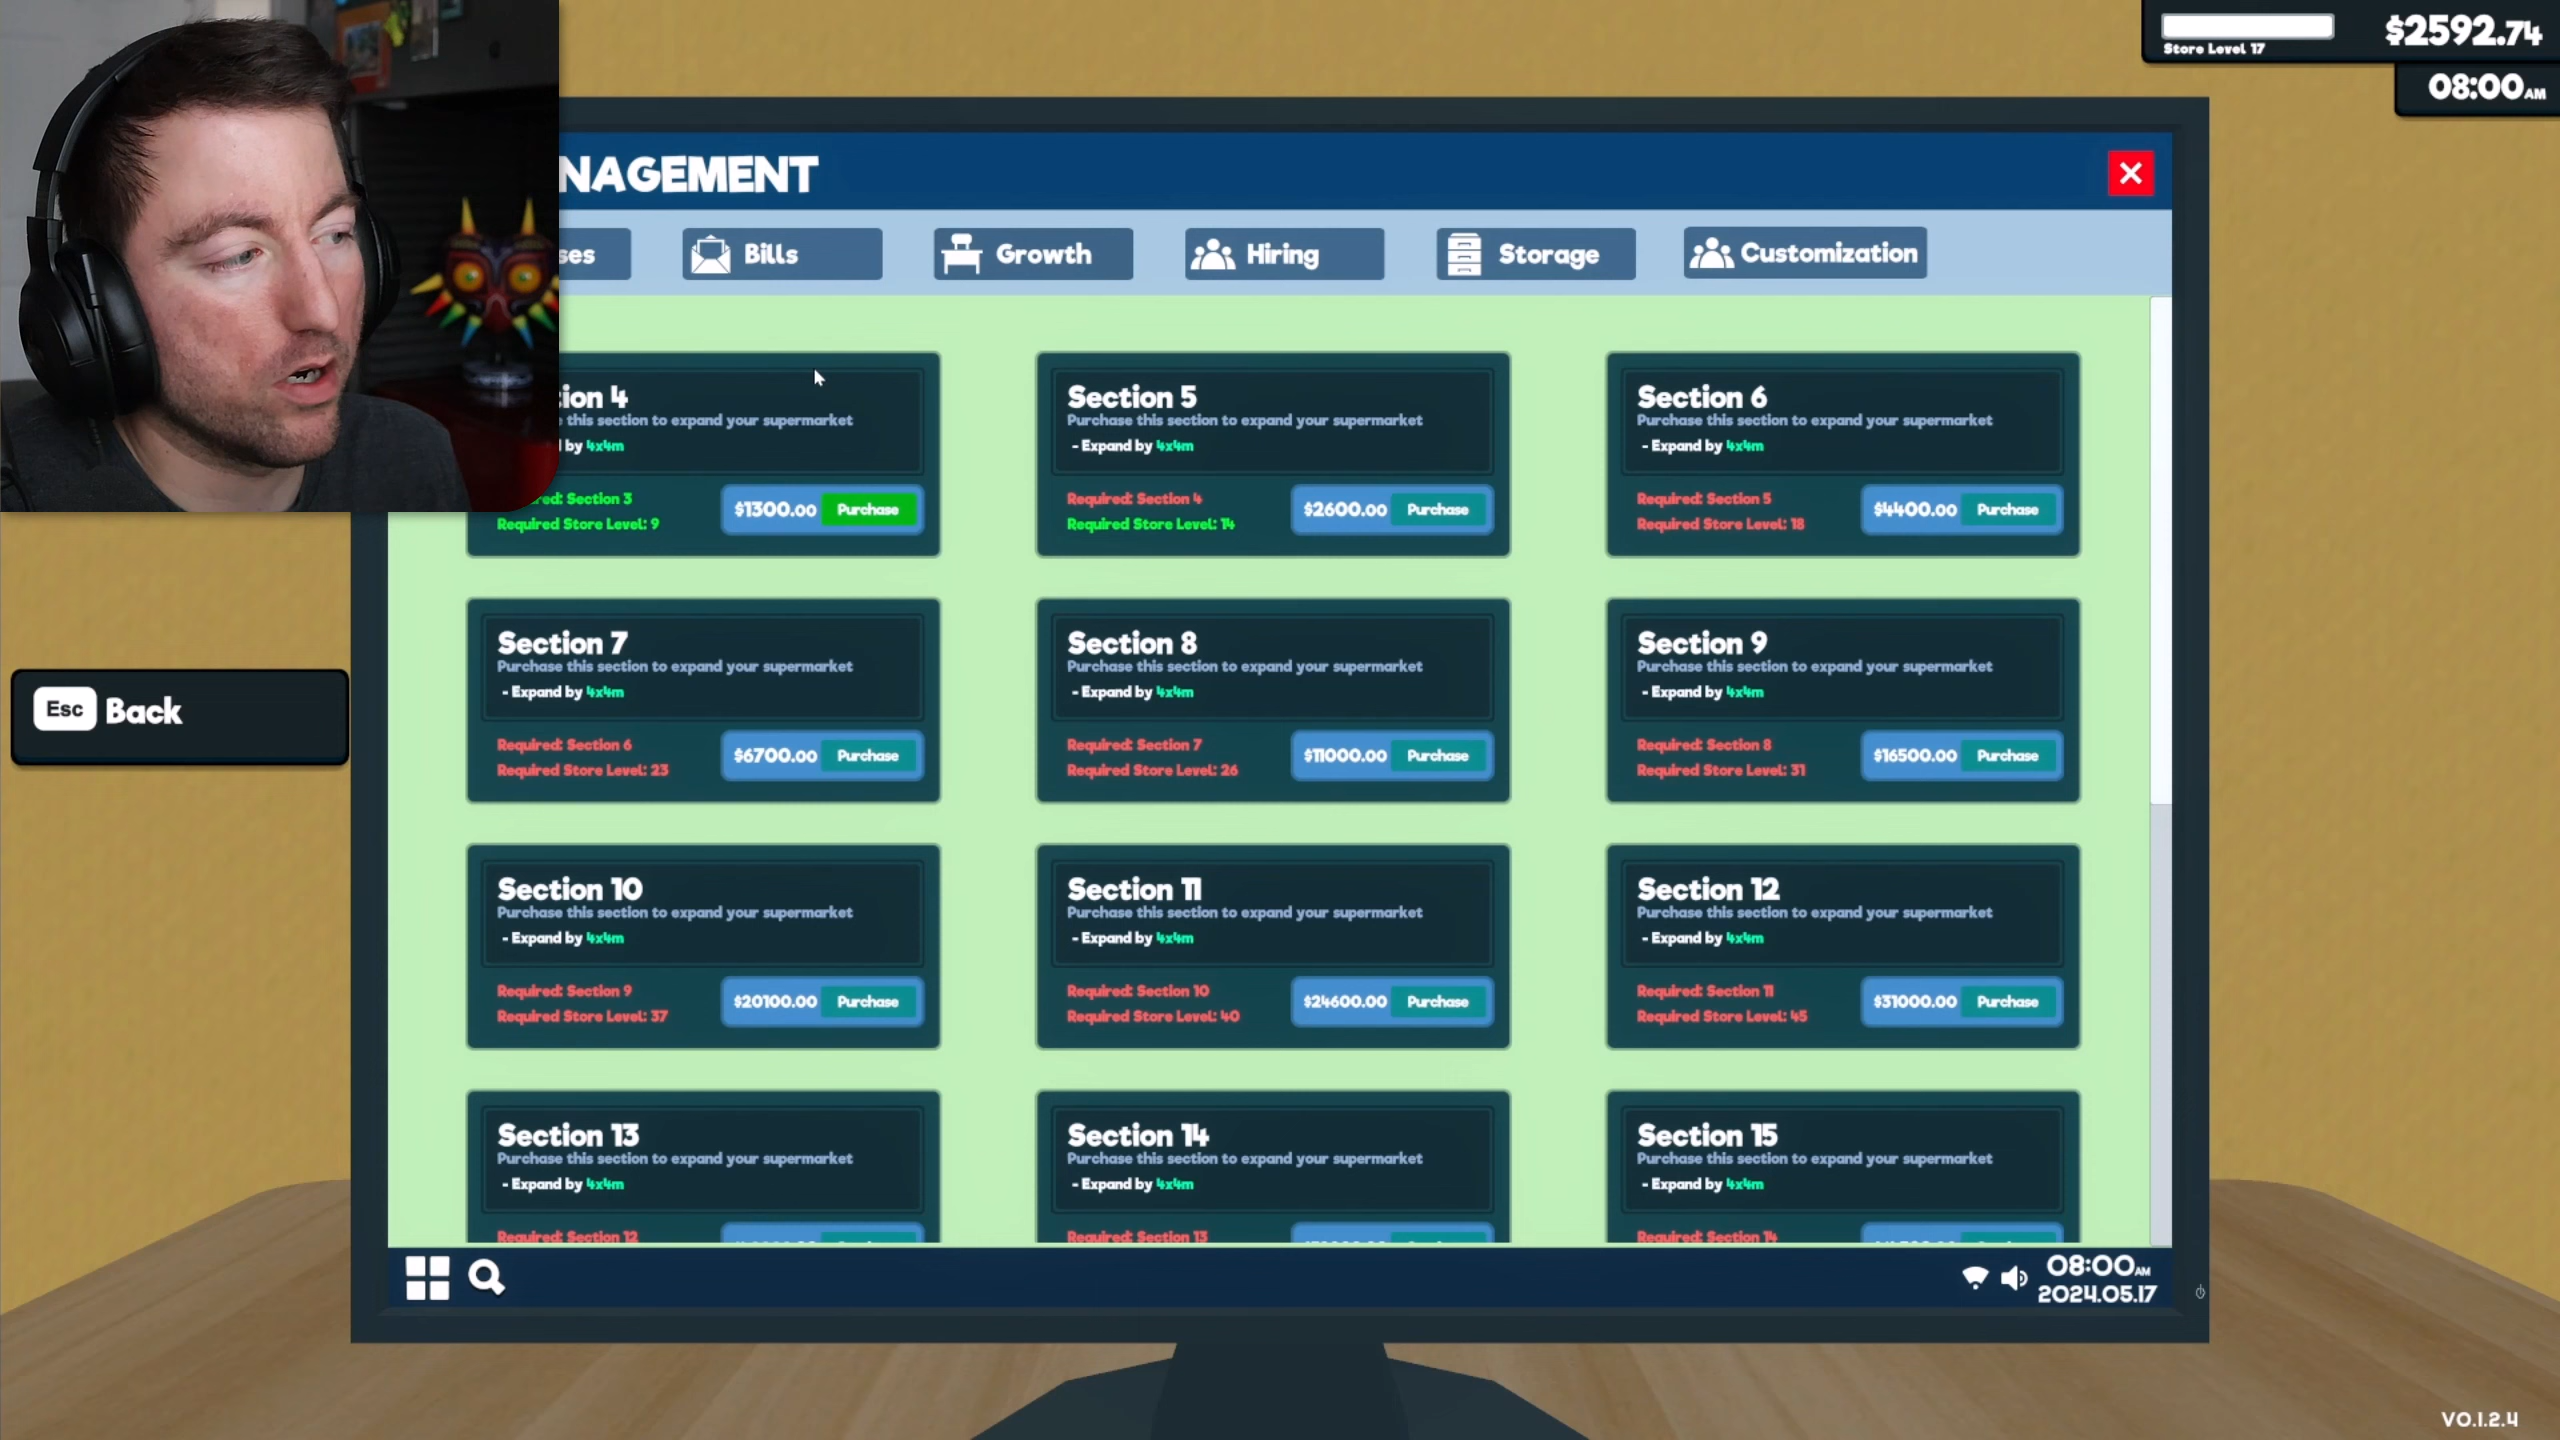 $2592.74
Store Level 17
08:00AM
NAGEMENT
ses
Bills
Growth
Hiring
Storage
Customization
ion 4
this section to expand your supermarket
by 4x4m
red: Section 3
Required Store Level: 9
$1300.00 Purchase
Section 5
Purchase this section to expand your supermarket
- Expand by 4x4m
Required: Section 4
Required Store Level: 14
$2600.00 Purchase
Section 6
Purchase this section to expand your supermarket
- Expand by 4x4m
Required: Section 5
Required Store Level: 18
$4400.00 Purchase
Section 7
Purchase this section to expand your supermarket
- Expand by 4x4m
Required: Section 6
Required Store Level: 23
$6700.00 Purchase
Section 8
Purchase this section to expand your supermarket
- Expand by 4x4m
Required: Section 7
Required Store Level: 26
$11000.00 Purchase
Section 9
Purchase this section to expand your supermarket
- Expand by 4x4m
Required: Section 8
Required Store Level: 31
$16500.00 Purchase
Esc Back
Section 10
Purchase this section to expand your supermarket
- Expand by 4x4m
Required: Section 9
Required Store Level: 37
$20100.00 Purchase
Section 11
Purchase this section to expand your supermarket
- Expand by 4x4m
Required: Section 10
Required Store Level: 40
$24600.00 Purchase
Section 12
Purchase this section to expand your supermarket
- Expand by 4x4m
Required: Section 11
Required Store Level: 45
$31000.00 Purchase
Section 13
Purchase this section to expand your supermarket
- Expand by 4x4m
Required: Section 12
Section 14
Purchase this section to expand your supermarket
- Expand by 4x4m
Required: Section 13
Section 15
Purchase this section to expand your supermarket
- Expand by 4x4m
Required: Section 14
08:00AM
2024.05.17
V0.1.2.4